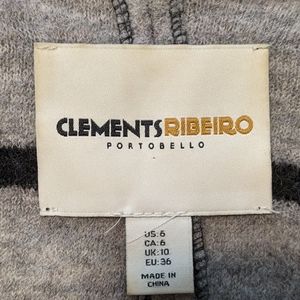 CLEMENTS RIBEIRO
PORTOBELLO
US: 6
CA: 6
UK: 10
EU: 36
MADE IN
CHINA